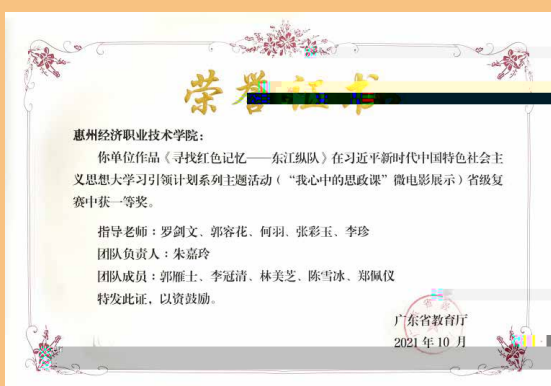 荣誉证书
惠州经济职业技术学院：
你单位作品《寻找红色记忆——东江纵队》在习近平新时代中国特色社会主
义思想大学习引领计划系列主题活动（“我心中的思政课”微电影展示）省级复
赛中获一等奖。
指导老师：罗剑文、郭容花、何羽、张彩玉、李珍
团队负责人：朱嘉玲
团队成员：郭雁士、李冠清、林美芝、陈雪冰、郑佩仪
特发此证，以资鼓励。
广东省教育厅
2021年10月